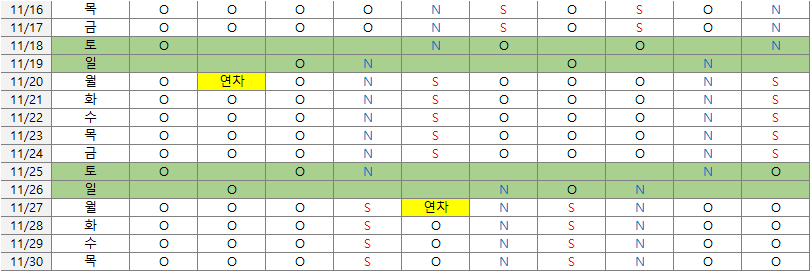 11/16 목 O O O O N S O S O N
11/17 금 O O O O N S O S O N
11/18 토 O N O O N
11/19 일 O N O N
11/20 월 O 연차 O N S O O O N S
11/21 화 O O O N S O O O N S
11/22 수 O O O N S O O O N S
11/23 목 O O O N S O O O N S
11/24 금 O O O N S O O O N S
11/25 토 O O N N O
11/26 일 O N O N
11/27 월 O O O S 연차 N S N O O
11/28 화 O O O S O N S N O O
11/29 수 O O O S O N S N O O
11/30 목 O O O S O N S N O O